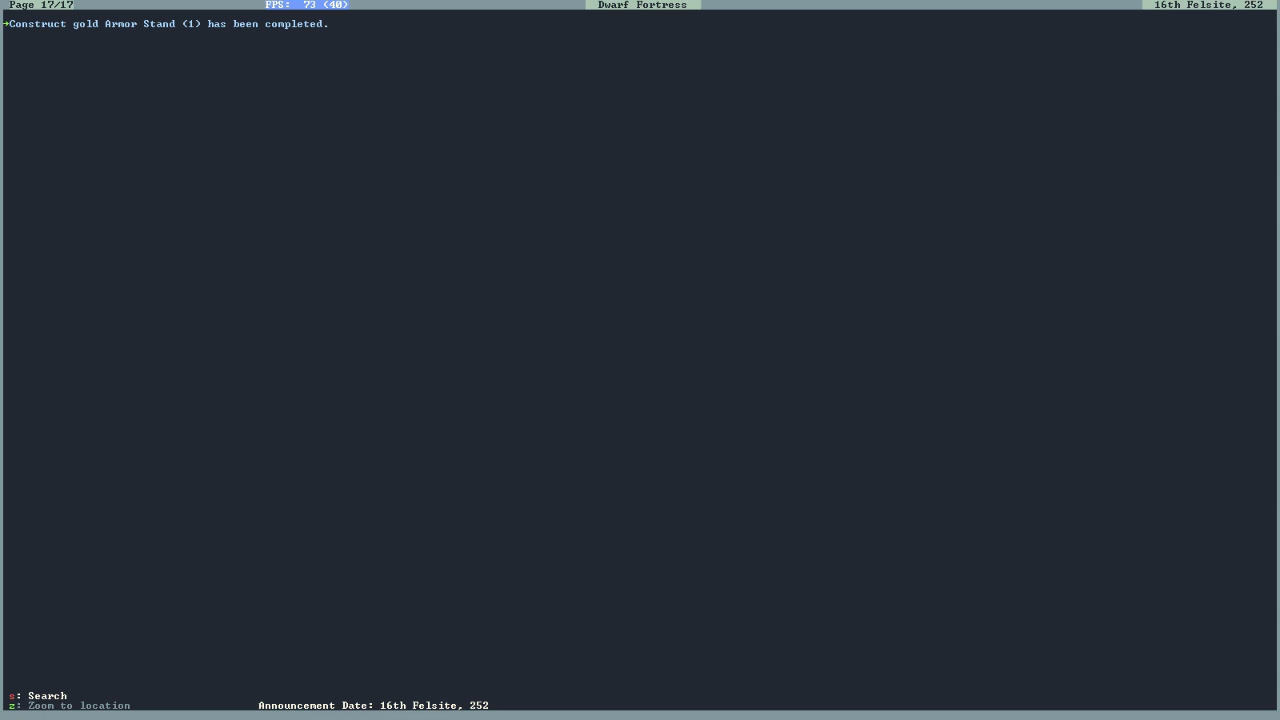 Page 17/17 FPS: 73 (40) Dwarf Fortress 16th Felsite, 252
→Construct gold Armor Stand (1) has been completed.
s: Search
z: Zoom to location Announcement Date: 16th Felsite, 252